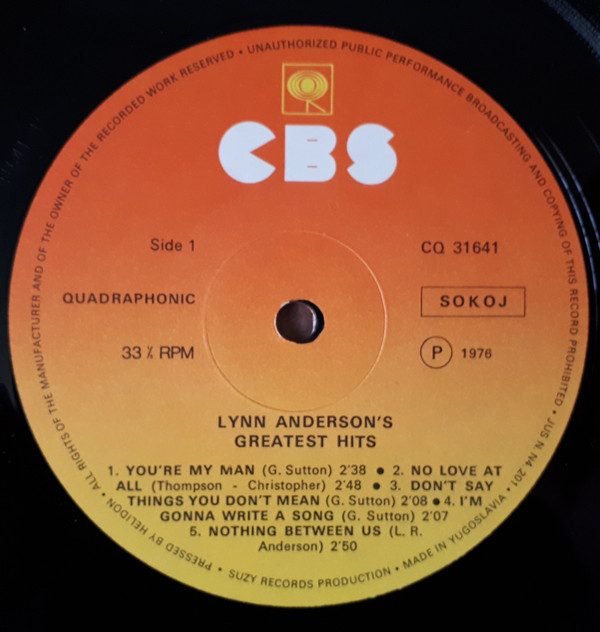 CBS
Side 1
CQ 31641
QUADRAPHONIC
SOKOJ
33 ⅓ RPM
P 1976
LYNN ANDERSON'S
GREATEST HITS
1. YOU'RE MY MAN (G. Sutton) 2'38 ● 2. NO LOVE AT
ALL (Thompson - Christopher) 2'48 ● 3. DON'T SAY
THINGS YOU DON'T MEAN (G. Sutton) 2'08 ● 4. I'M
GONNA WRITE A SONG (G. Sutton) 2'07
5. NOTHING BETWEEN US (L. R.
Anderson) 2'50
PRESSED BY HELIDON • ALL RIGHTS OF THE MANUFACTURER AND OF THE OWNER OF THE RECORDED WORK RESERVED • UNAUTHORIZED PUBLIC PERFORMANCE BROADCASTING AND COPYING OF THIS RECORD PROHIBITED • JUS N. N4 201 • MADE IN YUGOSLAVIA • SUZY RECORDS PRODUCTION •